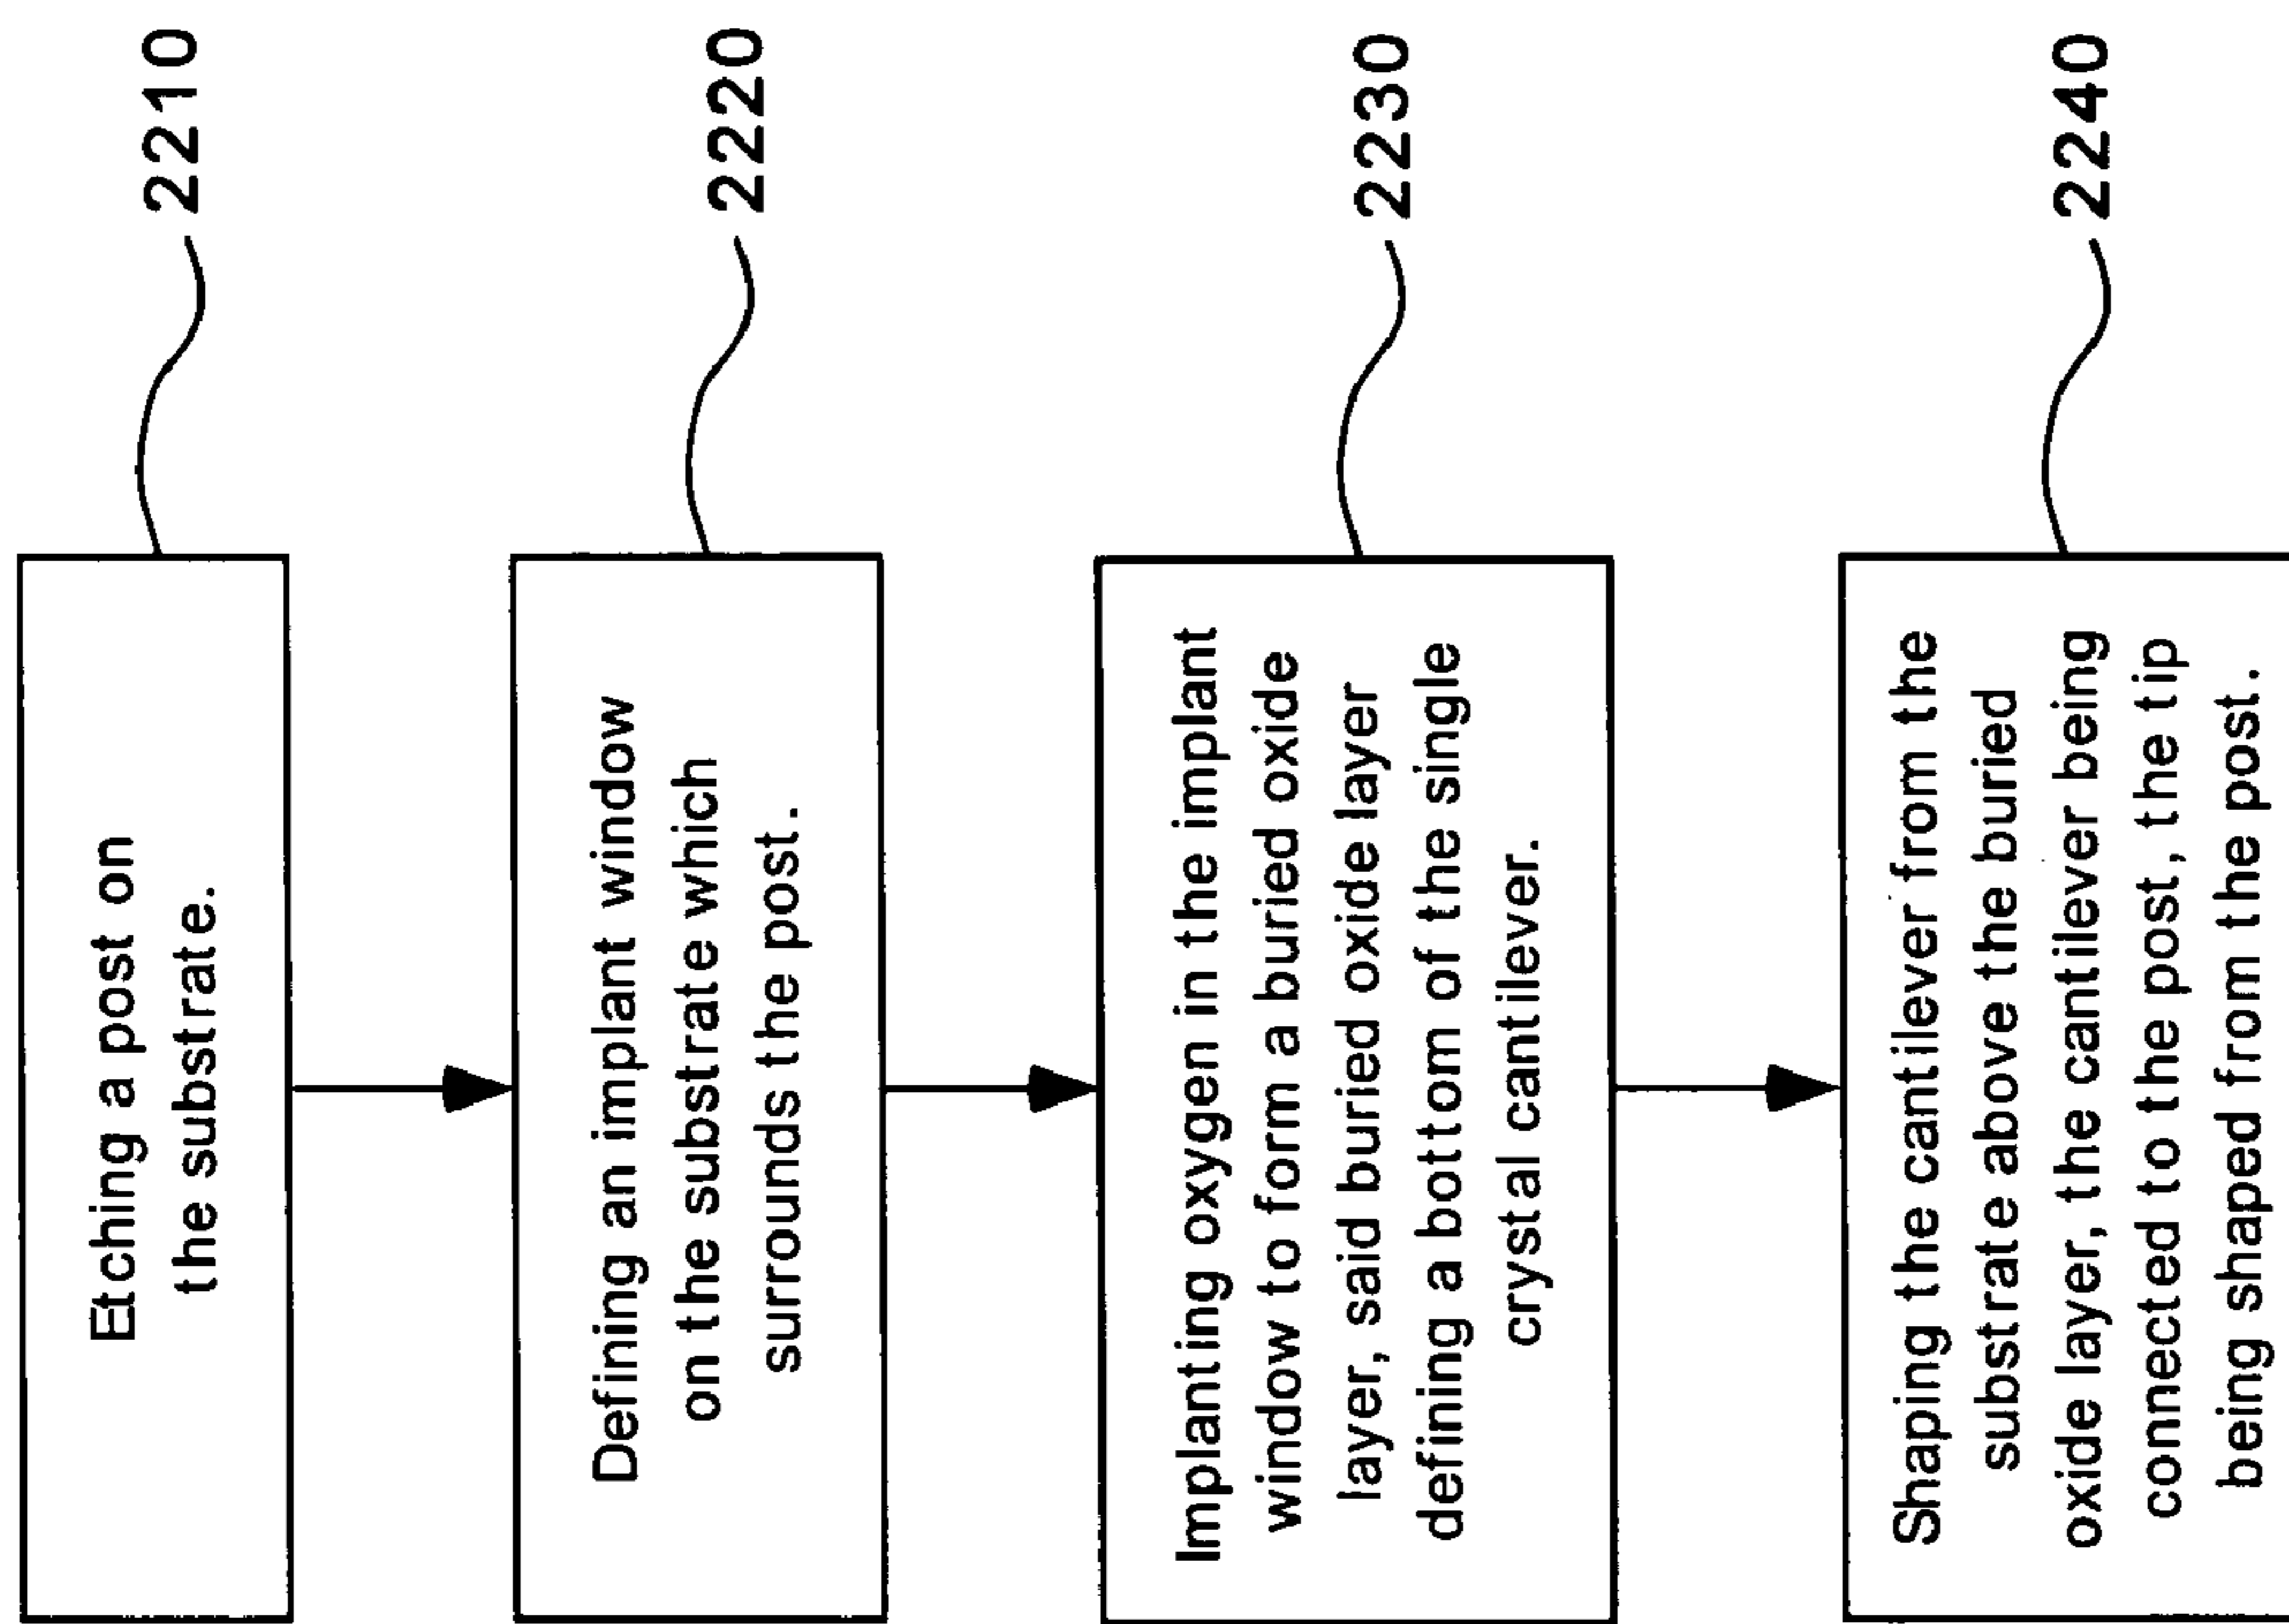 Etching a post on
the substrate.
2210
Defining an implant window
on the substrate which
surrounds the post.
2220
Implanting oxygen in the implant
window to form a buried oxide
layer, said buried oxide layer
defining a bottom of the single
crystal cantilever.
2230
Shaping the cantilever from the
substrate above the buried
oxide layer, the cantilever being
connected to the post, the tip
being shaped from the post.
2240